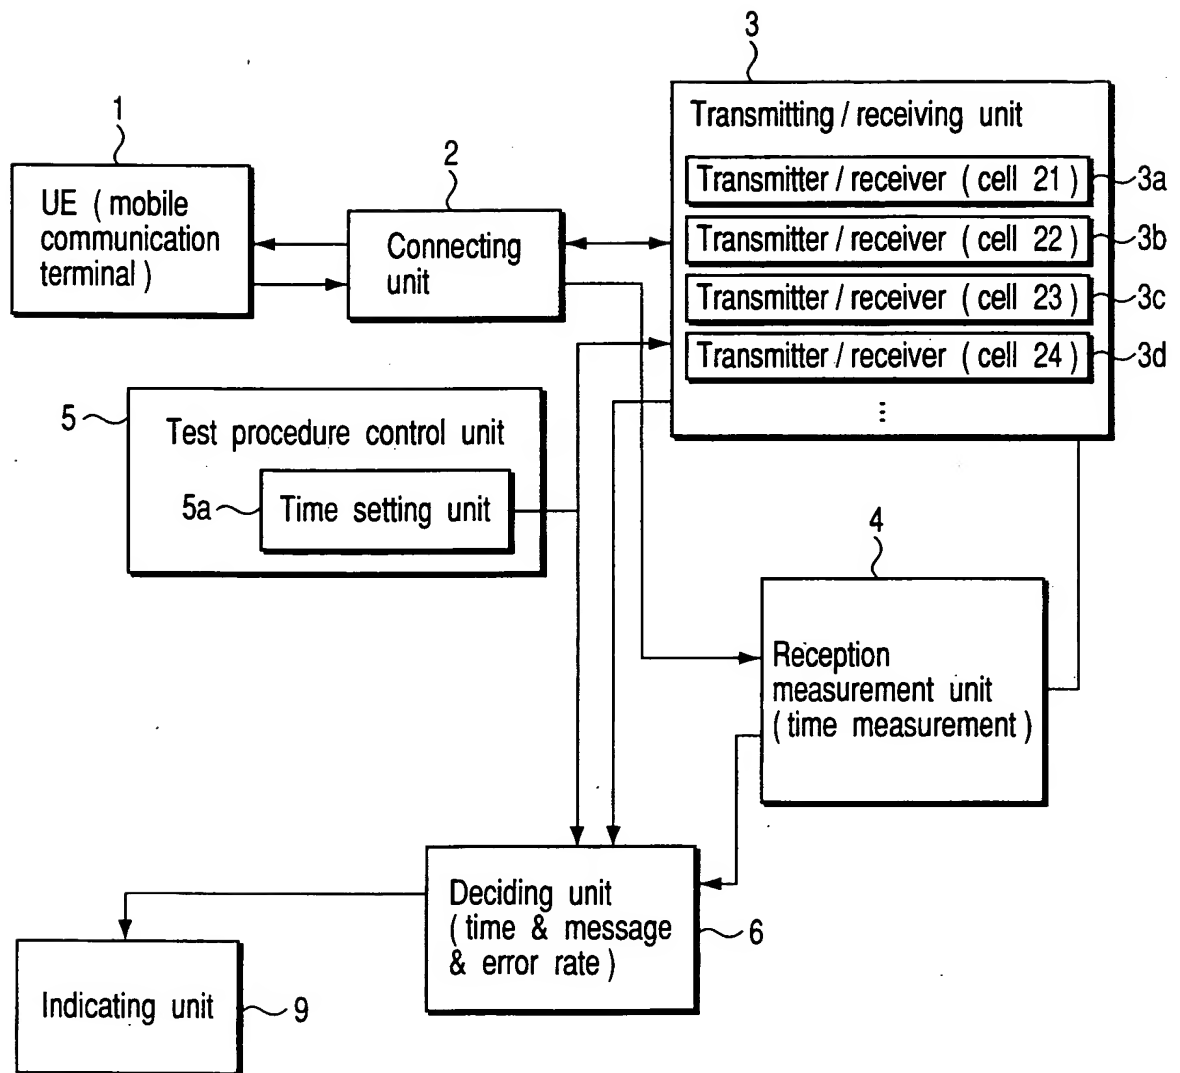 3
Transmitting / receiving unit
Transmitter / receiver ( cell 21 )
3a
Transmitter / receiver ( cell 22 )
3b
Transmitter / receiver ( cell 23 )
3c
Transmitter / receiver ( cell 24 )
3d
...
1
UE ( mobile
communication
terminal )
2
Connecting
unit
5
Test procedure control unit
5a
Time setting unit
4
Reception
measurement unit
( time measurement )
Deciding unit
( time & message
& error rate )
6
Indicating unit
9